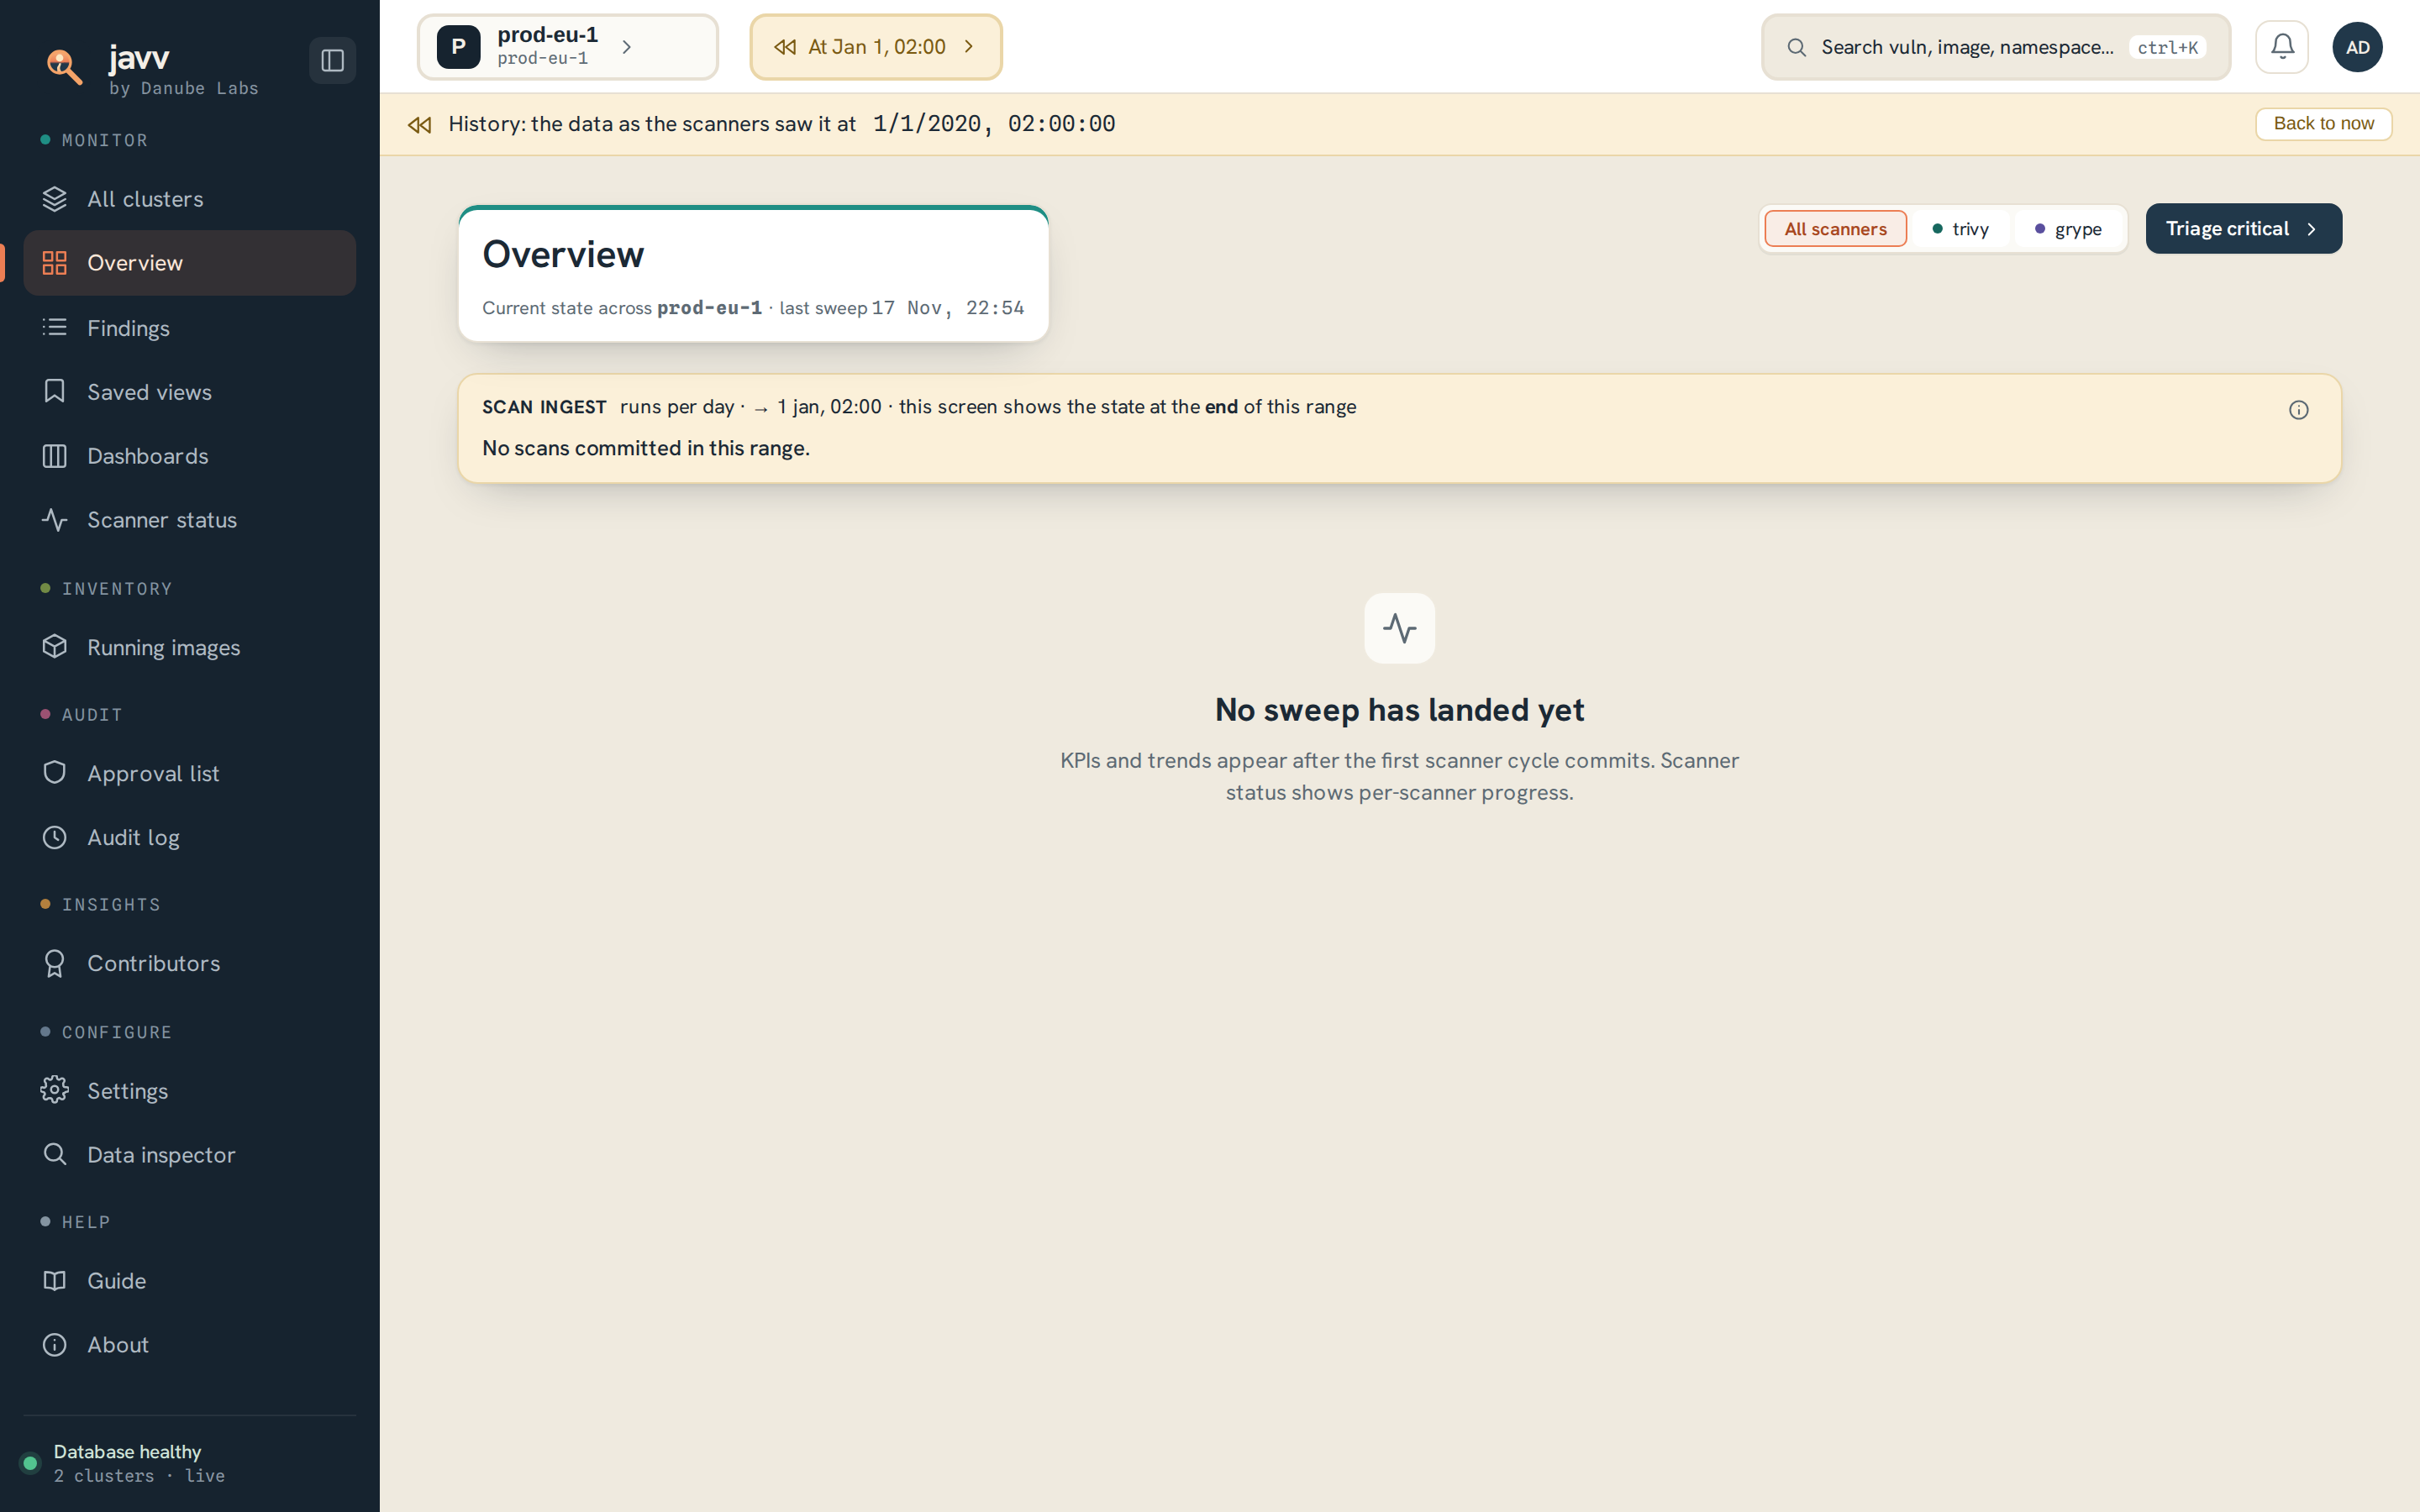 javv
by Danube Labs
MONITOR
All clusters
Overview
Findings
Saved views
Dashboards
Scanner status
INVENTORY
Running images
AUDIT
Approval list
Audit log
INSIGHTS
Contributors
CONFIGURE
Settings
Data inspector
HELP
Guide
About
Database healthy
2 clusters · live
P
prod-eu-1
prod-eu-1
At Jan 1, 02:00
Search vuln, image, namespace...
ctrl+K
AD
History: the data as the scanners saw it at 1/1/2020, 02:00:00
Back to now
Overview
Current state across prod-eu-1 · last sweep 17 Nov, 22:54
All scanners
trivy
grype
Triage critical
SCAN INGEST runs per day · → 1 jan, 02:00 · this screen shows the state at the end of this range
No scans committed in this range.
No sweep has landed yet
KPIs and trends appear after the first scanner cycle commits. Scanner
status shows per-scanner progress.